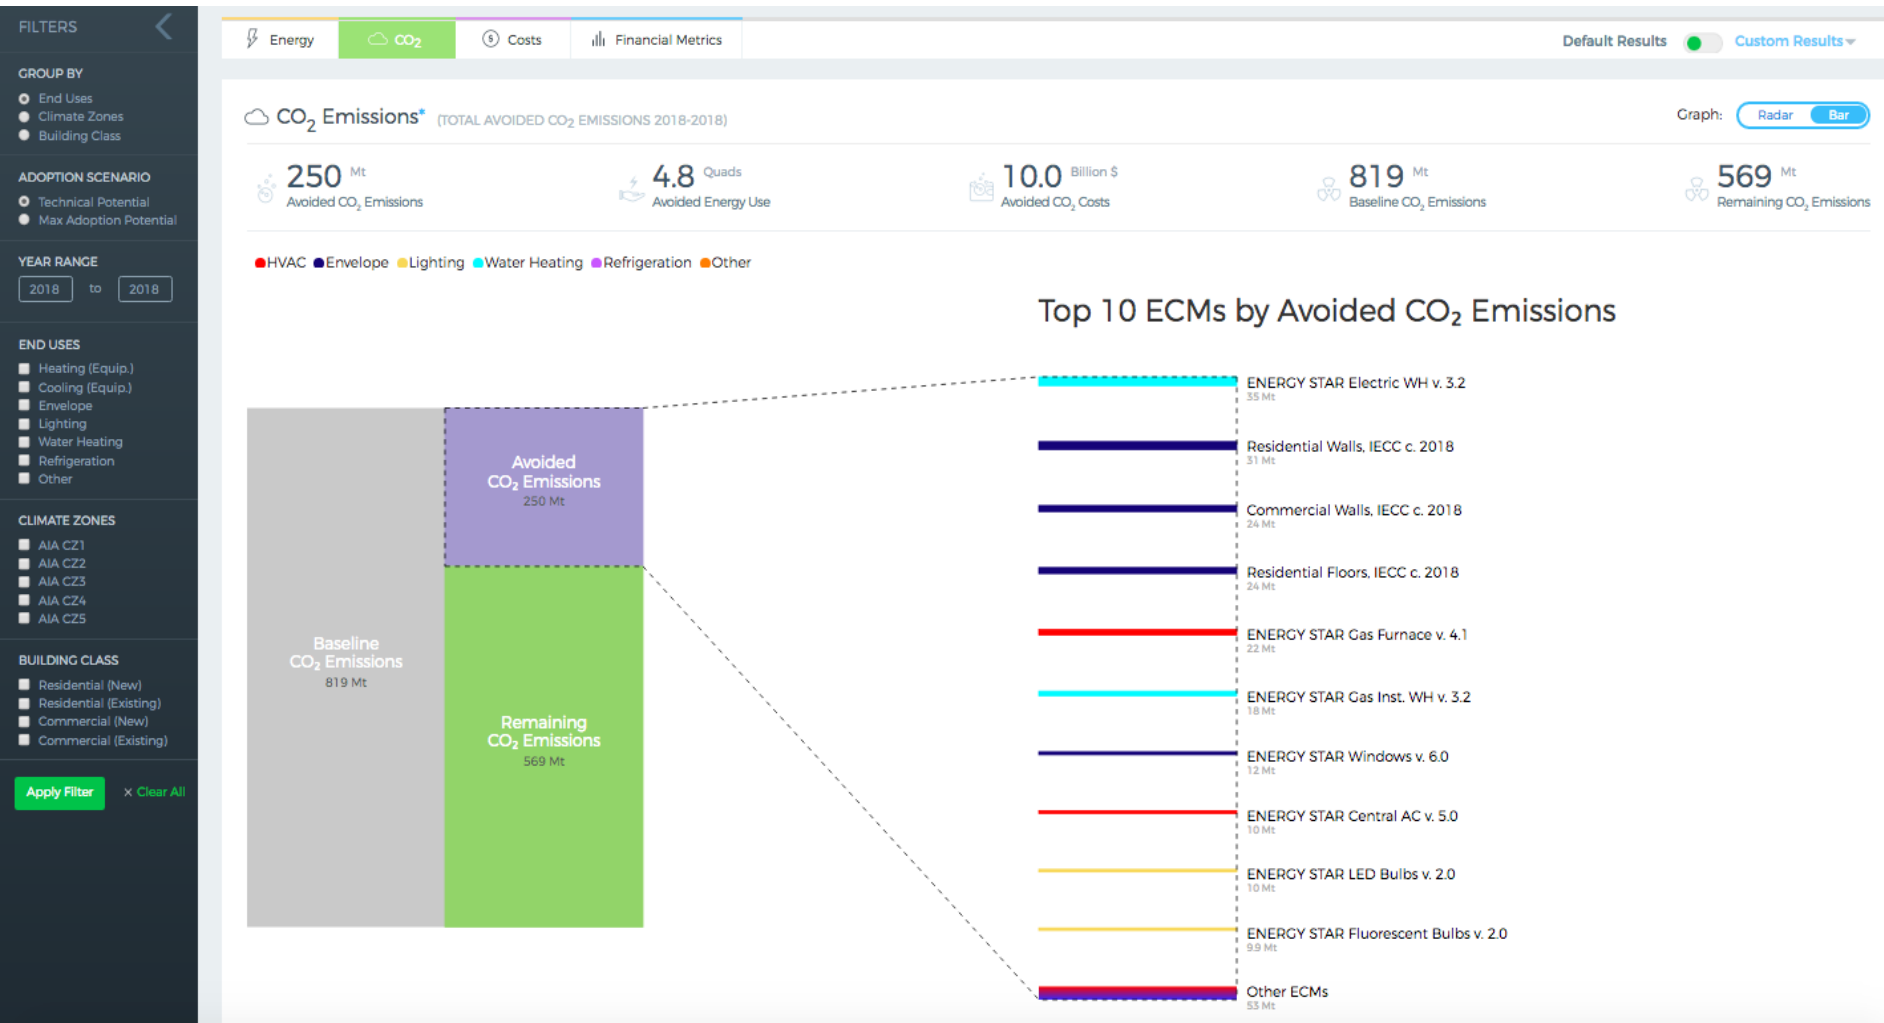 FILTERS
GROUP BY
End Uses
Climate Zones
Building Class
ADOPTION SCENARIO
Technical Potential
Max Adoption Potential
YEAR RANGE
2018 to 2018
END USES
Heating (Equip.)
Cooling (Equip.)
Envelope
Lighting
Water Heating
Refrigeration
Other
CLIMATE ZONES
AIA CZ1
AIA CZ2
AIA CZ3
AIA CZ4
AIA CZ5
BUILDING CLASS
Residential (New)
Residential (Existing)
Commercial (New)
Commercial (Existing)
Apply Filter × Clear All
Energy CO₂ Costs Financial Metrics
Default Results Custom Results
CO₂ Emissions* (TOTAL AVOIDED CO₂ EMISSIONS 2018-2018)
Graph: Radar Bar
250 Mt
Avoided CO₂ Emissions
4.8 Quads
Avoided Energy Use
10.0 Billion $
Avoided CO₂ Costs
819 Mt
Baseline CO₂ Emissions
569 Mt
Remaining CO₂ Emissions
HVAC Envelope Lighting Water Heating Refrigeration Other
Baseline
CO₂ Emissions
819 Mt
Avoided
CO₂ Emissions
250 Mt
Remaining
CO₂ Emissions
569 Mt
Top 10 ECMs by Avoided CO₂ Emissions
ENERGY STAR Electric WH v. 3.2
35 Mt
Residential Walls, IECC c. 2018
31 Mt
Commercial Walls, IECC c. 2018
24 Mt
Residential Floors, IECC c. 2018
24 Mt
ENERGY STAR Gas Furnace v. 4.1
22 Mt
ENERGY STAR Gas Inst. WH v. 3.2
18 Mt
ENERGY STAR Windows v. 6.0
12 Mt
ENERGY STAR Central AC v. 5.0
10 Mt
ENERGY STAR LED Bulbs v. 2.0
10 Mt
ENERGY STAR Fluorescent Bulbs v. 2.0
9.9 Mt
Other ECMs
53 Mt